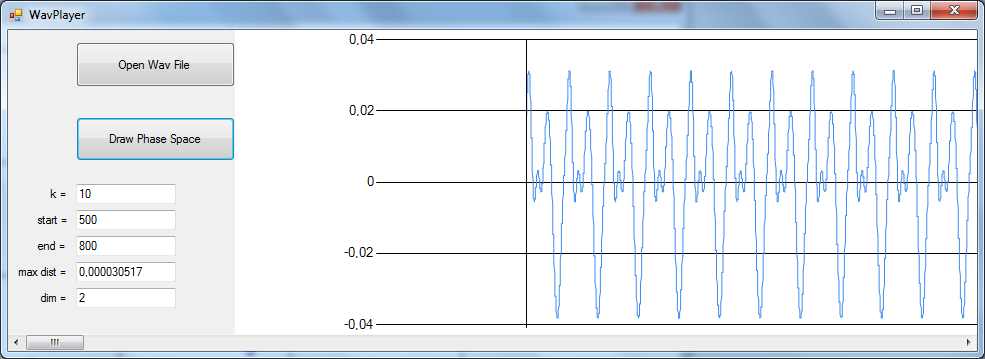 WavPlayer
Open Wav File
Draw Phase Space
k = 10
start = 500
end = 800
max dist = 0,000030517
dim = 2
0,04
0,02
0
-0,02
-0,04